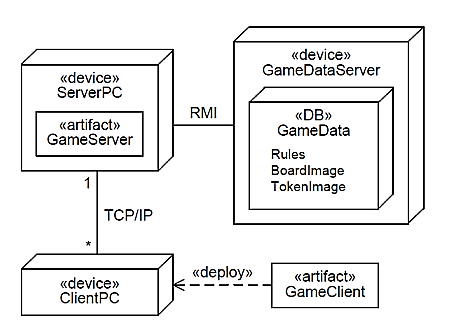 «device»
ServerPC
«artifact»
GameServer
RMI
«device»
GameDataServer
«DB»
GameData
Rules
BoardImage
TokenImage
1
TCP/IP
*
«device»
ClientPC
«deploy»
«artifact»
GameClient